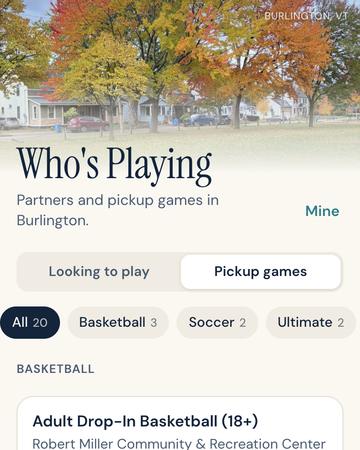 BURLINGTON, VT
Who's Playing
Partners and pickup games in
Burlington.
Mine
Looking to play
Pickup games
All 20
Basketball 3
Soccer 2
Ultimate 2
BASKETBALL
Adult Drop-In Basketball (18+)
Robert Miller Community & Recreation Center